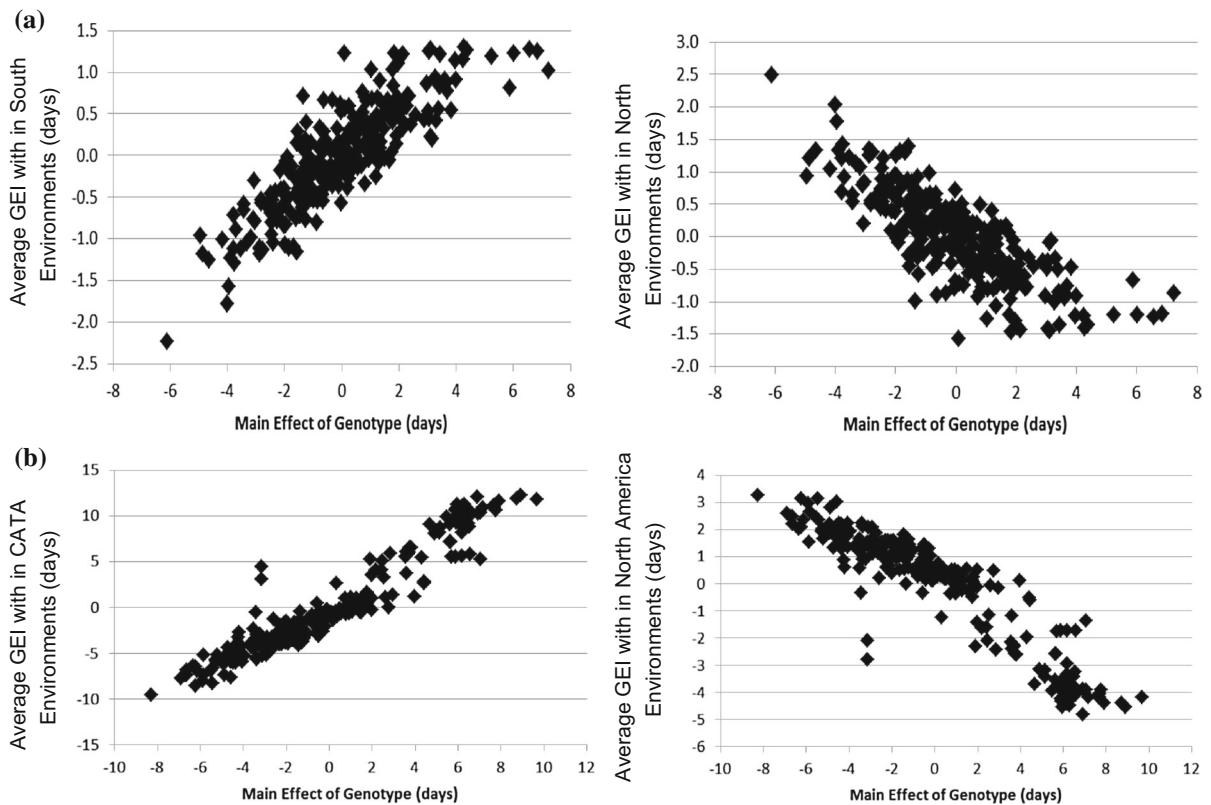 (a)
Average GEI with in South
Environments (days)
1.5
1.0
0.5
0.0
-0.5
-1.0
-1.5
-2.0
-2.5
-8 -6 -4 -2 0 2 4 6 8
Main Effect of Genotype (days)
Average GEI with in North
Environments (days)
3.0
2.5
2.0
1.5
1.0
0.5
0.0
-0.5
-1.0
-1.5
-2.0
-8 -6 -4 -2 0 2 4 6 8
Main Effect of Genotype (days)
(b)
Average GEI with in CATA
Environments (days)
15
10
5
0
-5
-10
-15
-10 -8 -6 -4 -2 0 2 4 6 8 10 12
Main Effect of Genotype (days)
Average GEI with in North America
Environments (days)
4
3
2
1
0
-1
-2
-3
-4
-5
-6
-10 -8 -6 -4 -2 0 2 4 6 8 10 12
Main Effect of Genotype (days)